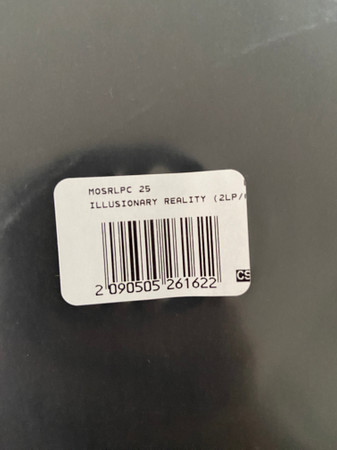 MOSRLPC 25
ILLUSIONARY REALITY (2LP/
CS
2 090505 261622